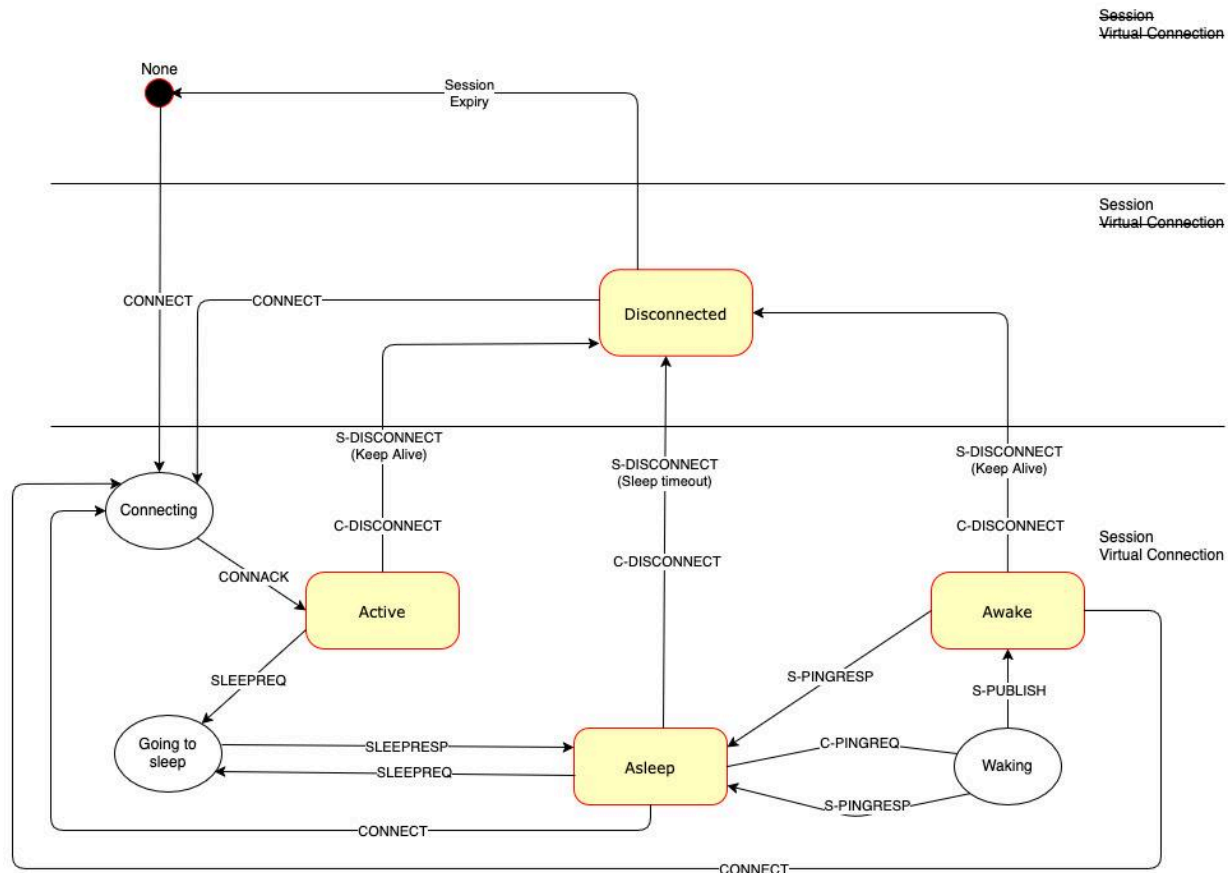 Session
Virtual Connection
None
Session
Expiry
Session
Virtual Connection
CONNECT
CONNECT
Disconnected
S-DISCONNECT
(Keep Alive)
S-DISCONNECT
(Sleep timeout)
S-DISCONNECT
(Keep Alive)
Connecting
C-DISCONNECT
C-DISCONNECT
C-DISCONNECT
Session
Virtual Connection
CONNACK
Active
Awake
SLEEPREQ
S-PINGRESP
S-PUBLISH
Going to
sleep
SLEEPRESP
SLEEPREQ
Asleep
C-PINGREQ
Waking
S-PINGRESP
CONNECT
CONNECT